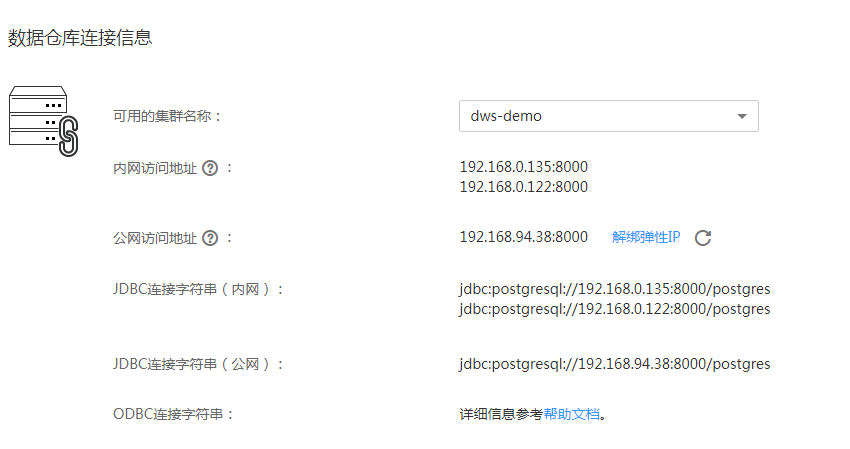 数据仓库连接信息
可用的集群名称：
dws-demo
内网访问地址 ?：
192.168.0.135:8000
192.168.0.122:8000
公网访问地址 ?：
192.168.94.38:8000 解绑弹性IP
JDBC连接字符串（内网）：
jdbc:postgresql://192.168.0.135:8000/postgres
jdbc:postgresql://192.168.0.122:8000/postgres
JDBC连接字符串（公网）：
jdbc:postgresql://192.168.94.38:8000/postgres
ODBC连接字符串：
详细信息参考帮助文档。